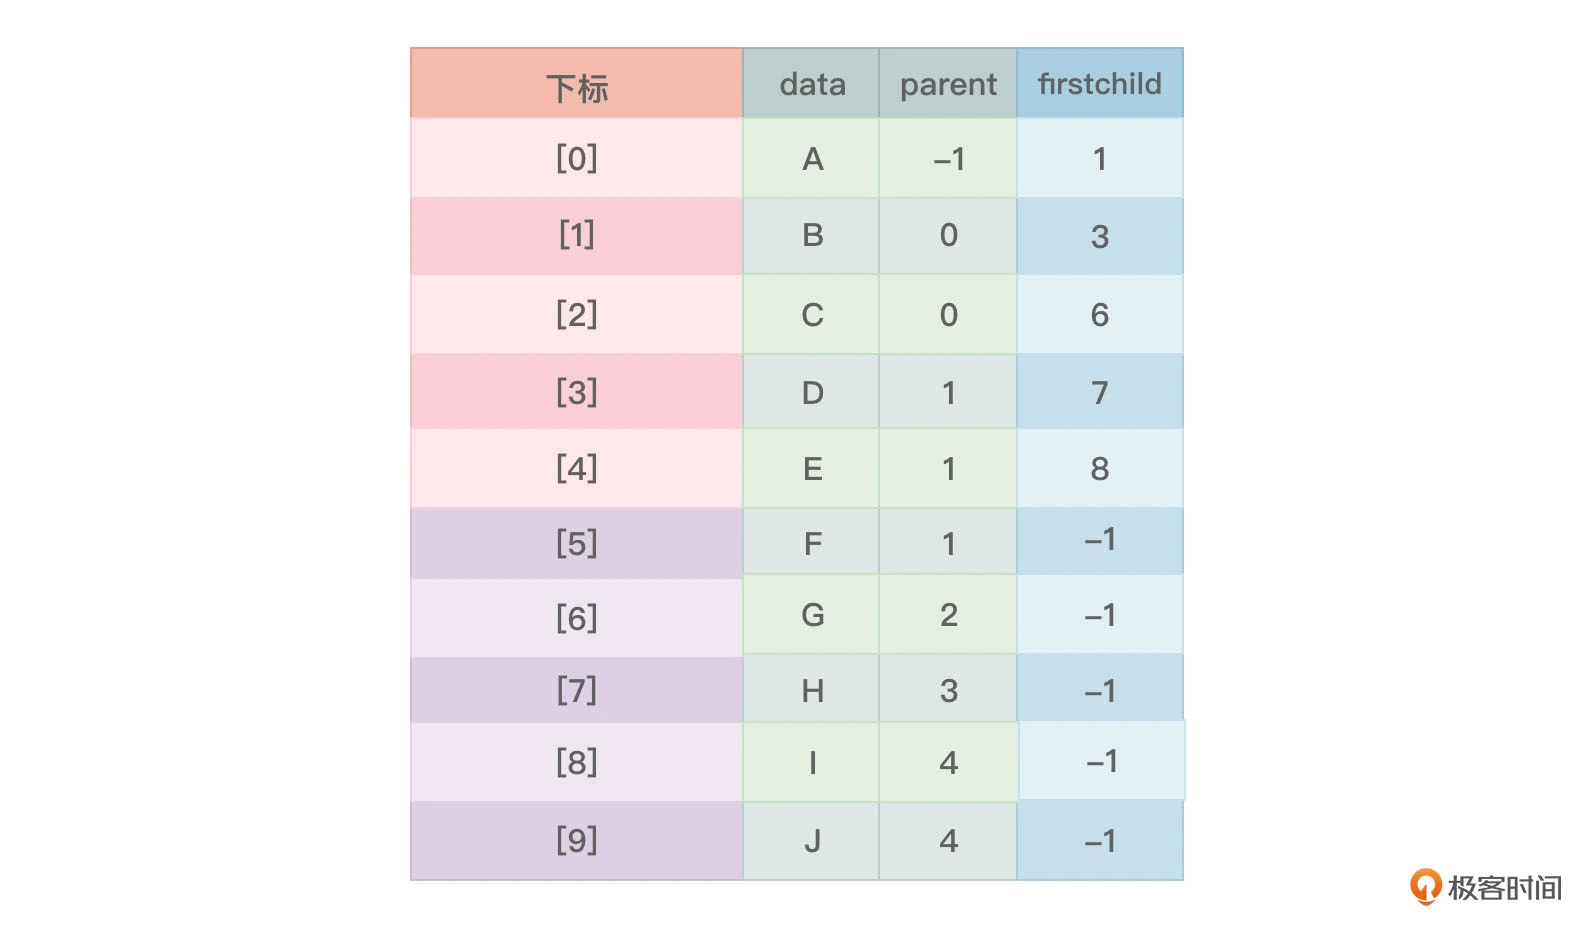 下标 data parent firstchild
[0] A –1 1
[1] B 0 3
[2] C 0 6
[3] D 1 7
[4] E 1 8
[5] F 1 –1
[6] G 2 –1
[7] H 3 –1
[8] I 4 –1
[9] J 4 –1
极客时间